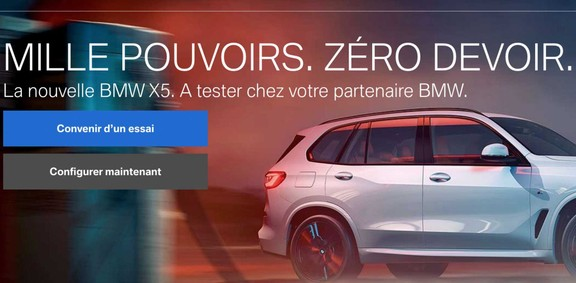 MILLE POUVOIRS. ZÉRO DEVOIR.
La nouvelle BMW X5. A tester chez votre partenaire BMW.
Convenir d'un essai
Configurer maintenant